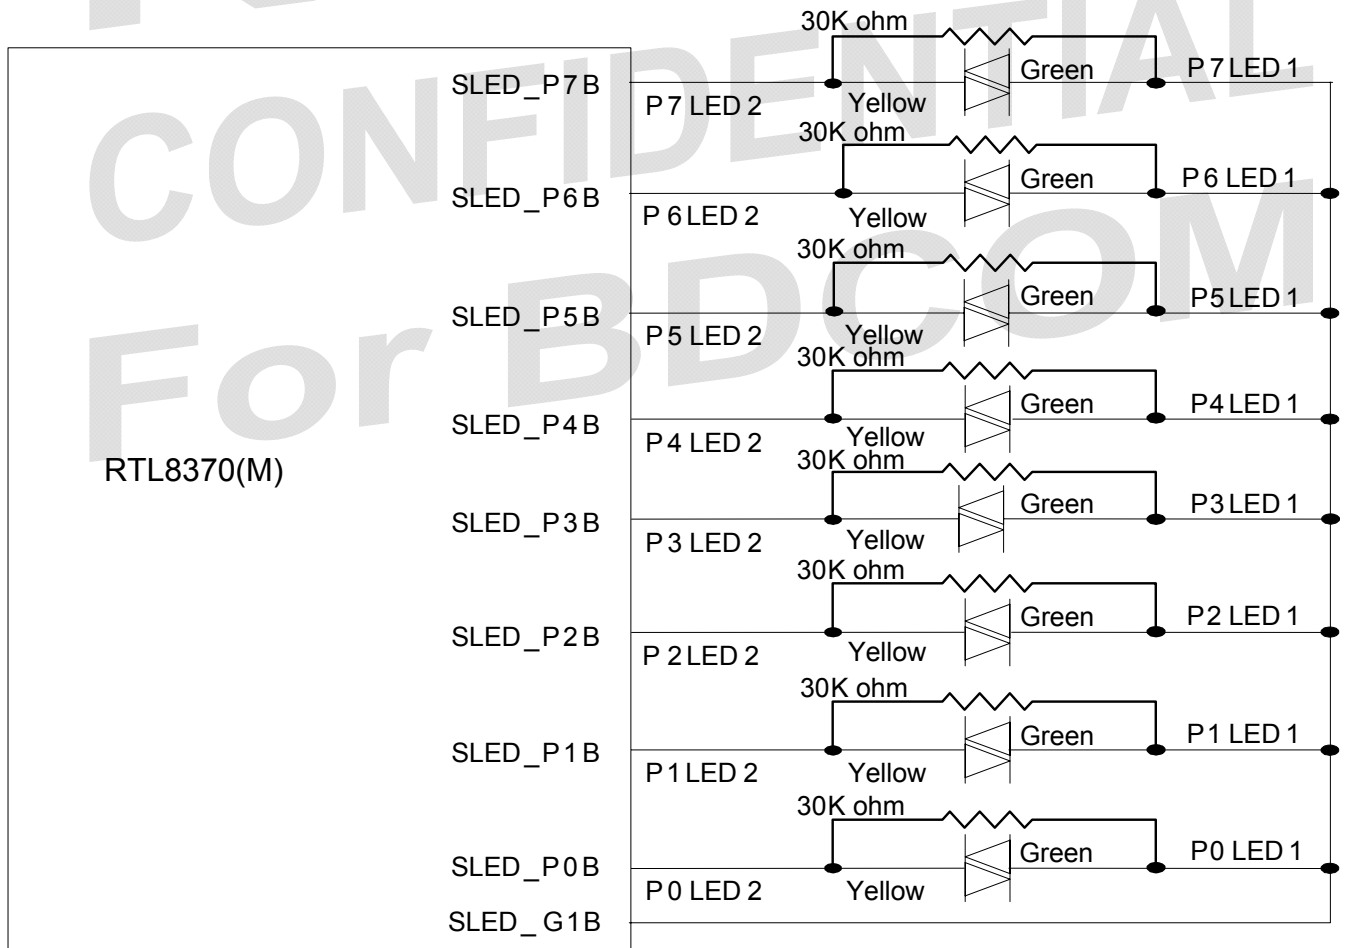 30K ohm
SLED_P7B
P7 LED 2
Yellow
Green
P7 LED 1
30K ohm
SLED_P6B
P6 LED 2
Yellow
Green
P6 LED 1
30K ohm
SLED_P5B
P5 LED 2
Yellow
Green
P5 LED 1
30K ohm
SLED_P4B
P4 LED 2
Yellow
Green
P4 LED 1
RTL8370(M)
30K ohm
SLED_P3B
P3 LED 2
Yellow
Green
P3 LED 1
30K ohm
SLED_P2B
P2 LED 2
Yellow
Green
P2 LED 1
30K ohm
SLED_P1B
P1 LED 2
Yellow
Green
P1 LED 1
30K ohm
SLED_P0B
P0 LED 2
Yellow
Green
P0 LED 1
SLED_G1B
CONFIDENTIAL
For BDCOM